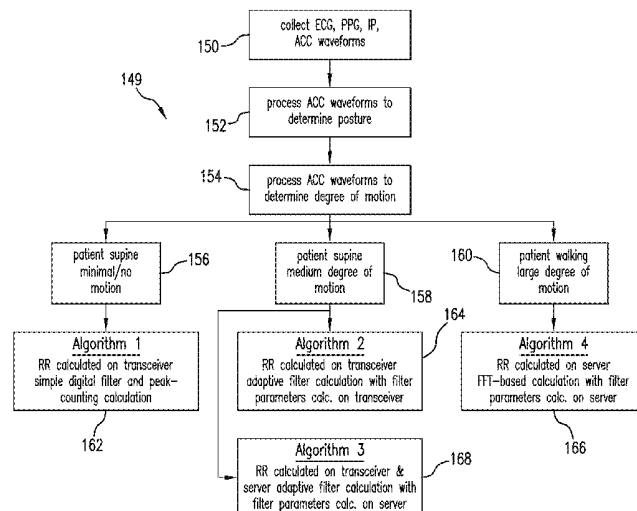 collect ECG, PPG, IP,
ACC waveforms
150
149
process ACC waveforms to
determine posture
152
process ACC waveforms to
determine degree of motion
154
patient supine
minimal/no
motion
156
patient supine
medium degree of
motion
158
160
patient walking
large degree of
motion
Algorithm 1
RR calculated on transceiver
simple digital filter and peak-
counting calculation
162
Algorithm 2
RR calculated on transceiver
adaptive filter calculation with filter
parameters calc. on transceiver
164
Algorithm 4
RR calculated on server
FFT-based calculation with filter
parameters calc. on server
166
Algorithm 3
RR calculated on transceiver &
server adaptive filter calculation with
filter parameters calc. on server
168